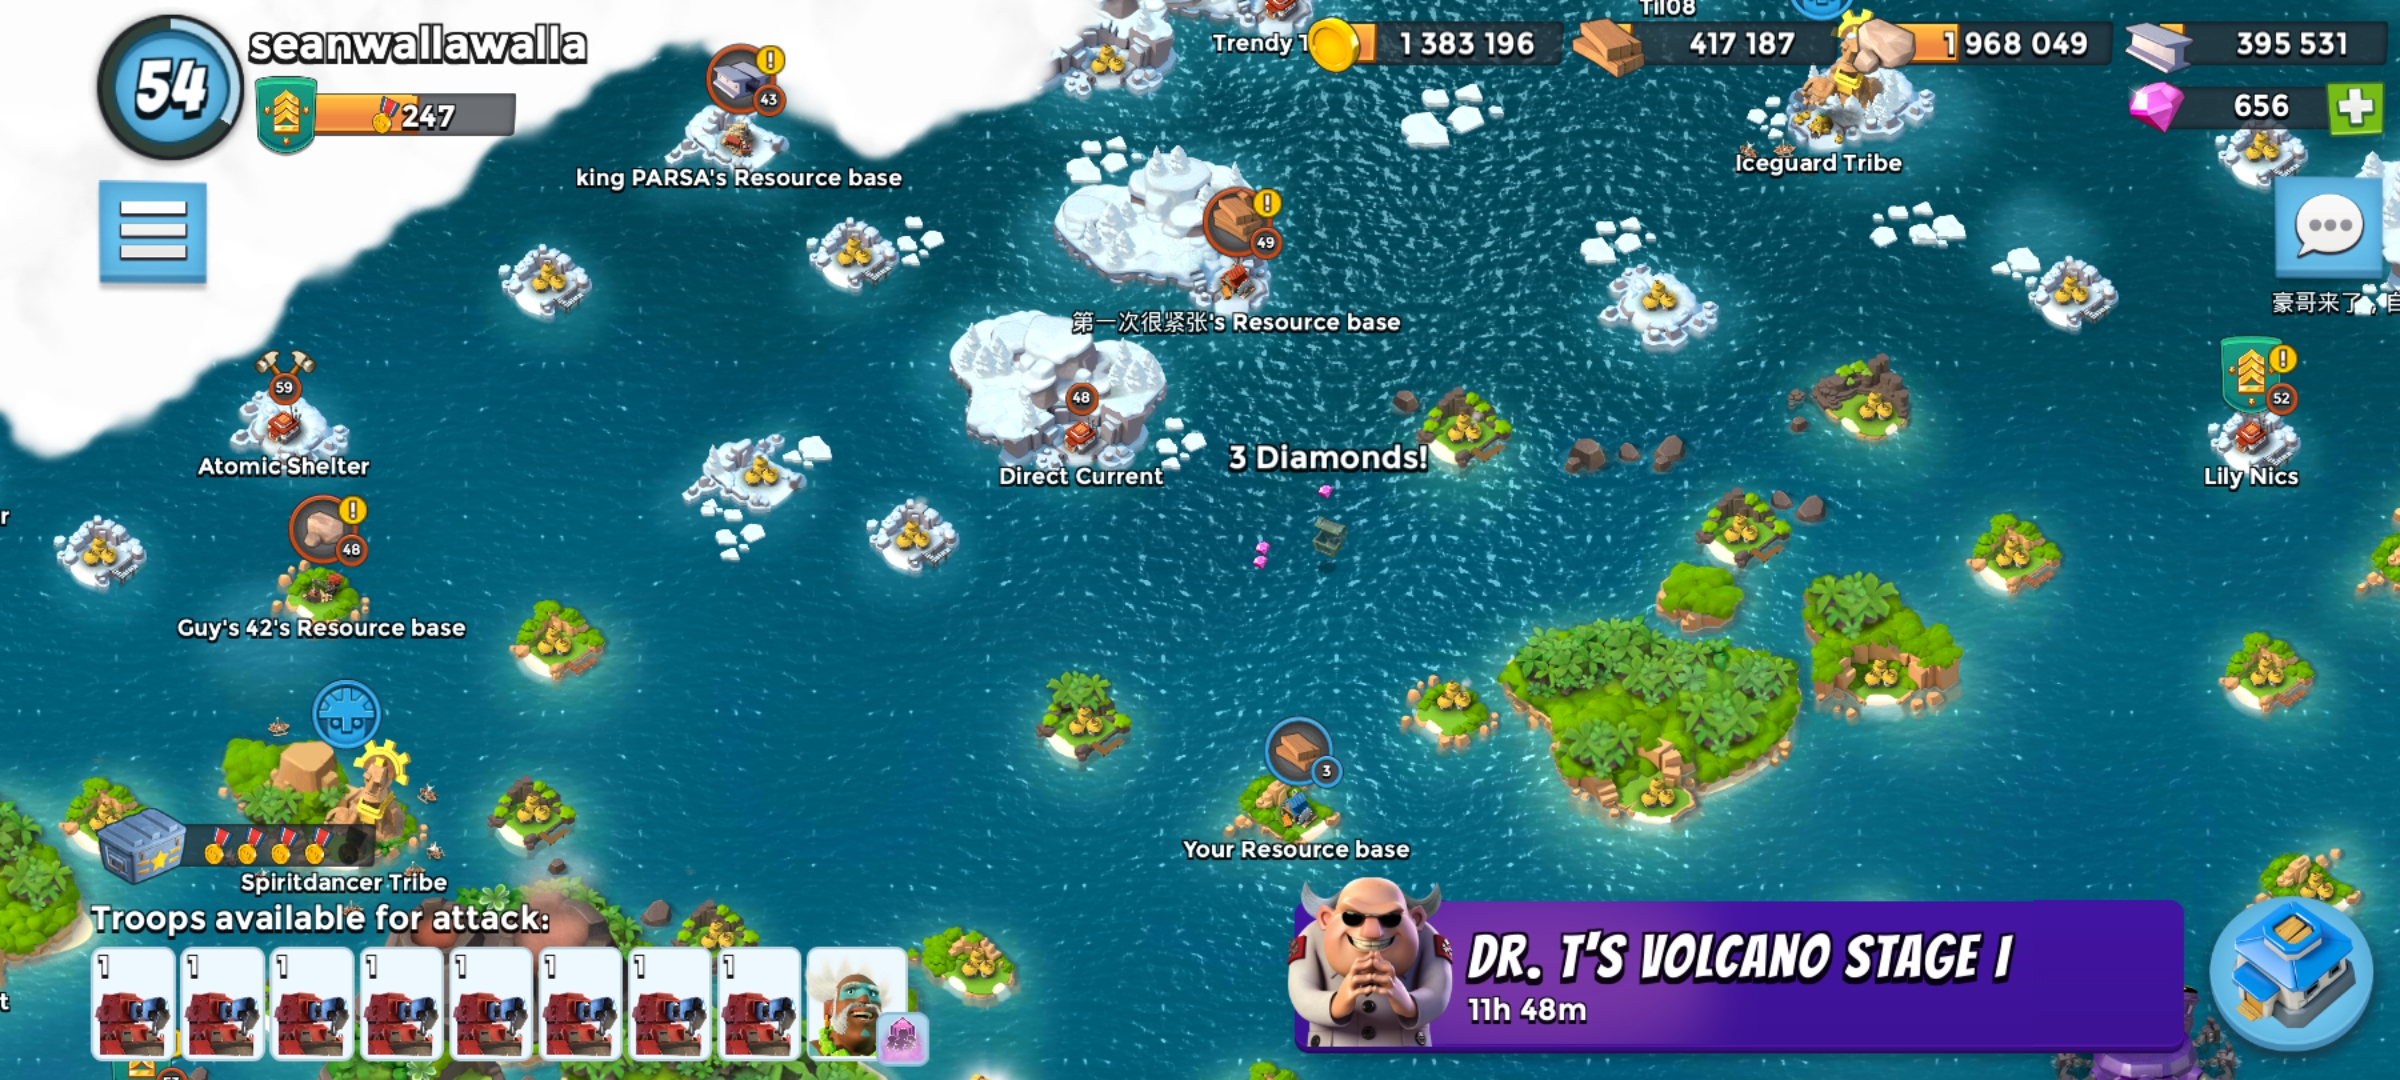 Til08
54
seanwallawalla
247
Trendy T
1 383 196
417 187
1 968 049
395 531
656
43
king PARSA's Resource base
Iceguard Tribe
49
第一次很紧张's Resource base
豪哥来了
59
Atomic Shelter
48
Direct Current
3 Diamonds!
52
Lily Nics
48
Guy's 42's Resource base
3
Your Resource base
Spiritdancer Tribe
Troops available for attack:
1 1 1 1 1 1 1 1
DR. T'S VOLCANO STAGE I
11h 48m